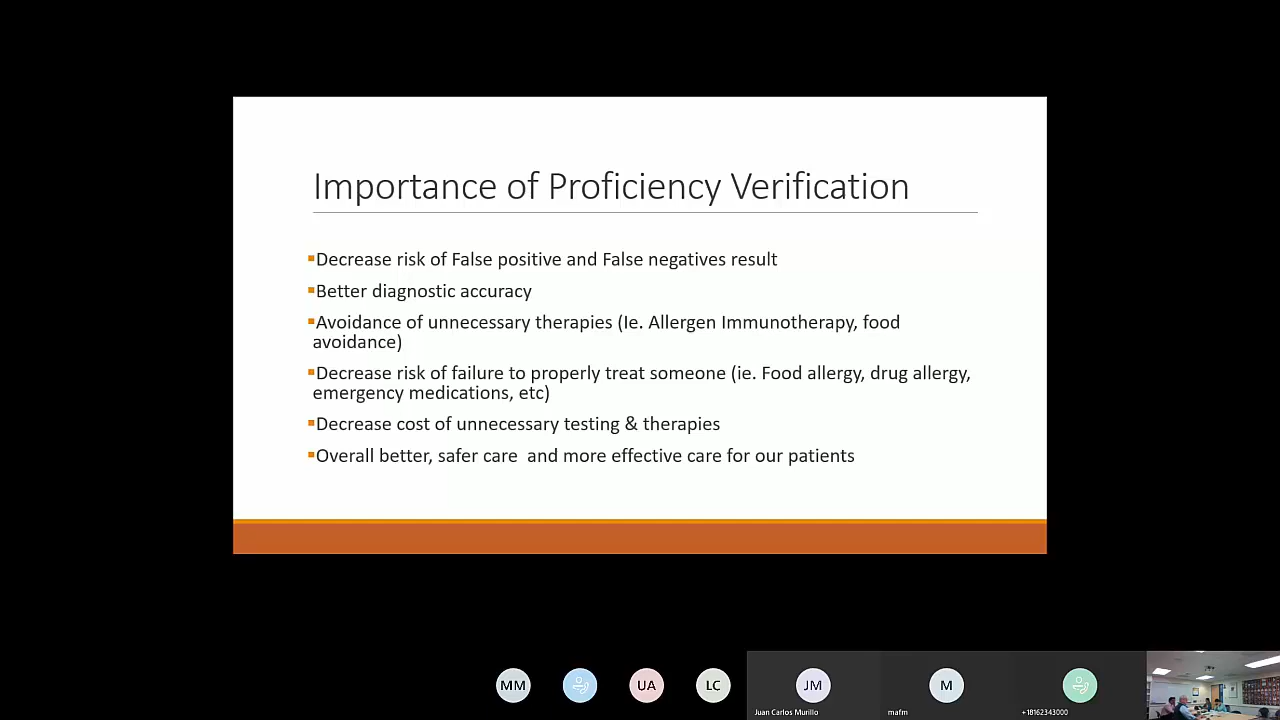 Importance of Proficiency Verification
Decrease risk of False positive and False negatives result
Better diagnostic accuracy
Avoidance of unnecessary therapies (Ie. Allergen Immunotherapy, food
avoidance)
Decrease risk of failure to properly treat someone (ie. Food allergy, drug allergy,
emergency medications, etc)
Decrease cost of unnecessary testing & therapies
Overall better, safer care  and more effective care for our patients
MM
UA
LC
JM
M
Juan Carlos Murillo
mafm
+18162343000